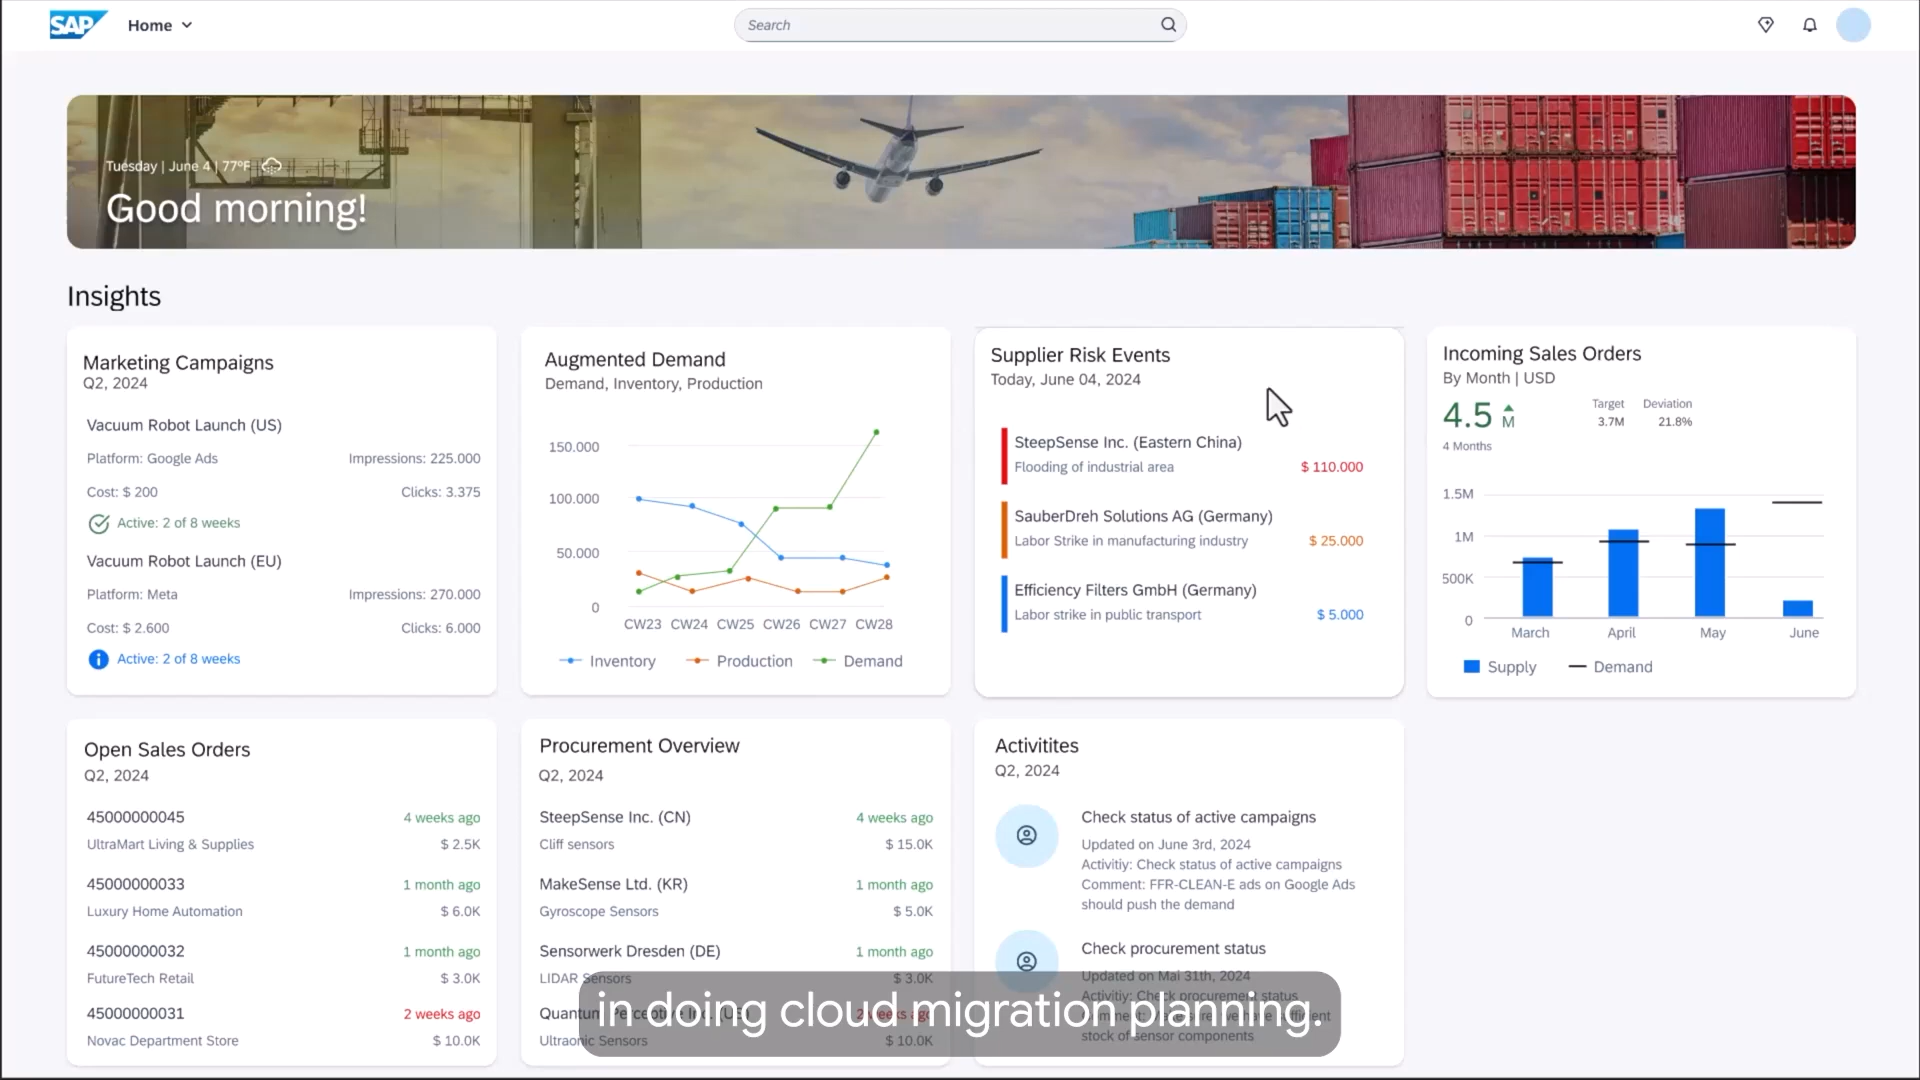 SAP
Home
Search
Tuesday | June 4 | 77°F
Good morning!
Insights
Marketing Campaigns
Q2, 2024
Vacuum Robot Launch (US)
Platform: Google Ads Impressions: 225.000
Cost: $ 200 Clicks: 3.375
Active: 2 of 8 weeks
Vacuum Robot Launch (EU)
Platform: Meta Impressions: 270.000
Cost: $ 2.600 Clicks: 6.000
Active: 2 of 8 weeks
Augmented Demand
Demand, Inventory, Production
150.000
100.000
50.000
0
CW23 CW24 CW25 CW26 CW27 CW28
Inventory Production Demand
Supplier Risk Events
Today, June 04, 2024
SteepSense Inc. (Eastern China)
Flooding of industrial area $ 110.000
SauberDreh Solutions AG (Germany)
Labor Strike in manufacturing industry $ 25.000
Efficiency Filters GmbH (Germany)
Labor strike in public transport $ 5.000
Incoming Sales Orders
By Month | USD
4.5 M
4 Months
Target Deviation
3.7M 21.8%
1.5M
1M
500K
0
March April May June
Supply Demand
Open Sales Orders
Q2, 2024
45000000045 4 weeks ago
UltraMart Living & Supplies $ 2.5K
45000000033 1 month ago
Luxury Home Automation $ 6.0K
45000000032 1 month ago
FutureTech Retail $ 3.0K
45000000031 2 weeks ago
Novac Department Store $ 10.0K
Procurement Overview
Q2, 2024
SteepSense Inc. (CN) 4 weeks ago
Cliff sensors $ 15.0K
MakeSense Ltd. (KR) 1 month ago
Gyroscope Sensors $ 5.0K
Sensorwerk Dresden (DE) 1 month ago
LIDAR Sensors $ 3.0K
Quantum Perceptive Inc. 2 weeks ago
Ultraonic Sensors $ 10.0K
Activitites
Q2, 2024
Check status of active campaigns
Updated on June 3rd, 2024
Activitiy: Check status of active campaigns
Comment: FFR-CLEAN-E ads on Google Ads
should push the demand
Check procurement status
Updated on Mai 31th, 2024
Activitiy: Check procurement status
stock of sensor components
in doing cloud migration planning.